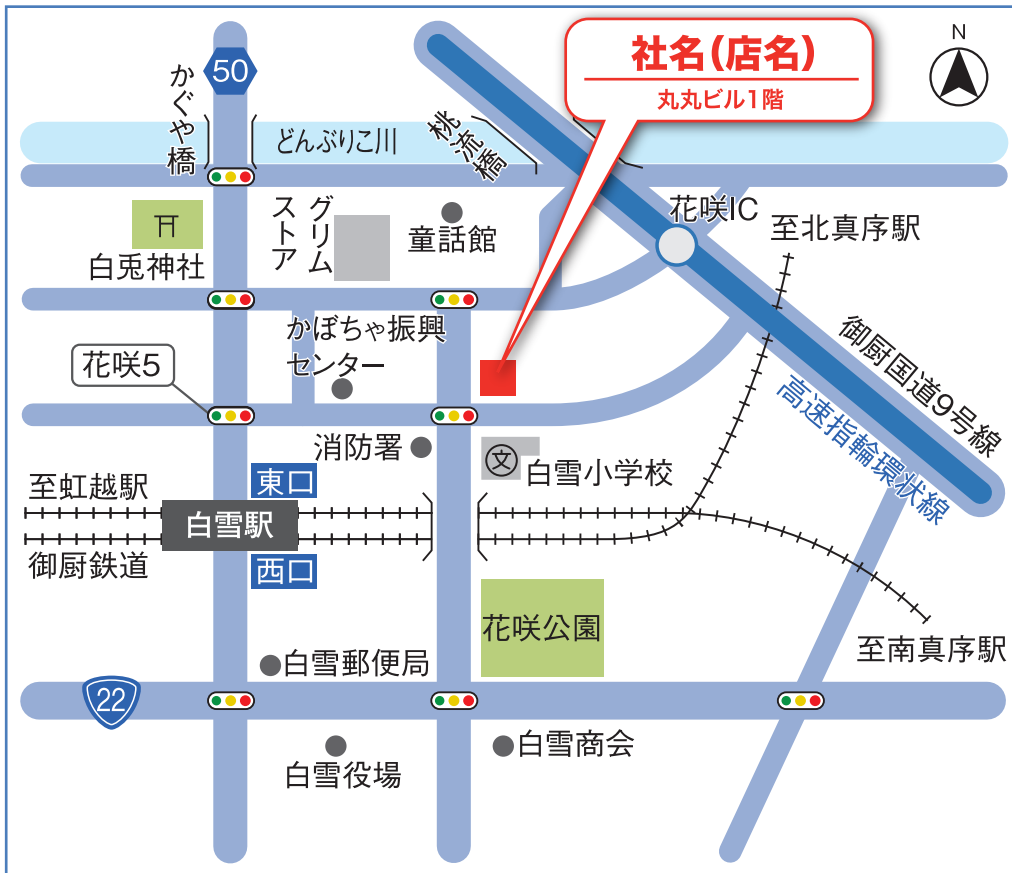 社名(店名)
丸丸ビル1階
N
50
かぐや橋
どんぶりこ川
桃流橋
花咲IC
至北真序駅
白兎神社
グリム
ストア
童話館
かぼちゃ振興
センター
花咲5
御厨国道9号線
高速指輪環状線
消防署
文
白雪小学校
至虹越駅
東口
白雪駅
御厨鉄道
西口
花咲公園
至南真序駅
白雪郵便局
22
白雪役場
白雪商会